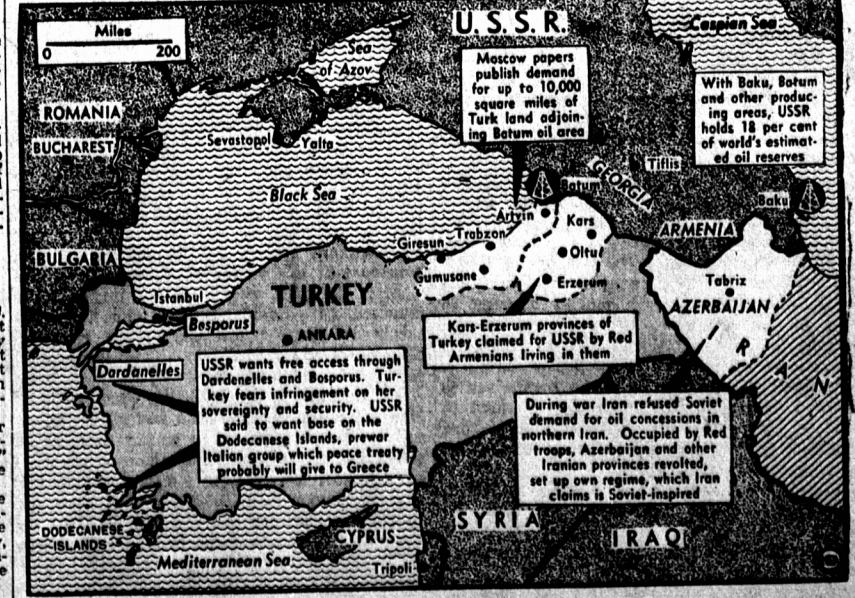 Miles
0 200
U.S.S.R.
Caspian Sea
Sea
of Azov
Moscow papers
publish demand
for up to 10,000
square miles of
Turk land adjoin-
ing Batum oil area
With Baku, Batum
and other produc-
ing areas, USSR
holds 18 per cent
of world's estimat-
ed oil reserves
ROMANIA
BUCHAREST
Sevastopol
Yalta
Black Sea
GEORGIA
Tiflis
Batum
Baku
Artvin
Kars
ARMENIA
BULGARIA
Giresun
Trabzon
Oltu
Gumusane
Erzerum
Tabriz
AZERBAIJAN
TURKEY
Istanbul
Bosporus
ANKARA
Kars-Erzerum provinces of
Turkey claimed for USSR by Red
Armenians living in them
IRAN
Dardanelles
USSR wants free access through
Dardenelles and Bosporus. Tur-
key fears infringement on her
sovereignty and security. USSR
said to want base on the
Dodecanese Islands, prewar
Italian group which peace treaty
probably will give to Greece
During war Iran refused Soviet
demand for oil concessions in
northern Iran. Occupied by Red
troops, Azerbaijan and other
Iranian provinces revolted,
set up own regime, which Iran
claims is Soviet-inspired
DODECANESE
ISLANDS
CYPRUS
SYRIA
IRAQ
Mediterranean Sea
Tripoli